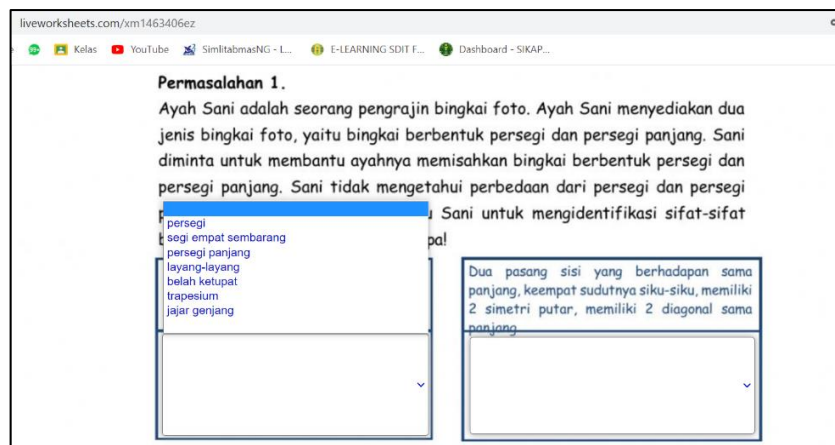 liveworksheets.com/xm1463406ez
99+ Kelas YouTube SimlitabmasNG - L... E-LEARNING SDIT F... Dashboard - SIKAP...
Permasalahan 1.
Ayah Sani adalah seorang pengrajin bingkai foto. Ayah Sani menyediakan dua
jenis bingkai foto, yaitu bingkai berbentuk persegi dan persegi panjang. Sani
diminta untuk membantu ayahnya memisahkan bingkai berbentuk persegi dan
persegi panjang. Sani tidak mengetahui perbedaan dari persegi dan persegi
Sani untuk mengidentifikasi sifat-sifat
pa!
persegi
segi empat sembarang
persegi panjang
layang-layang
belah ketupat
trapesium
jajar genjang
Dua pasang sisi yang berhadapan sama
panjang, keempat sudutnya siku-siku, memiliki
2 simetri putar, memiliki 2 diagonal sama
panjang